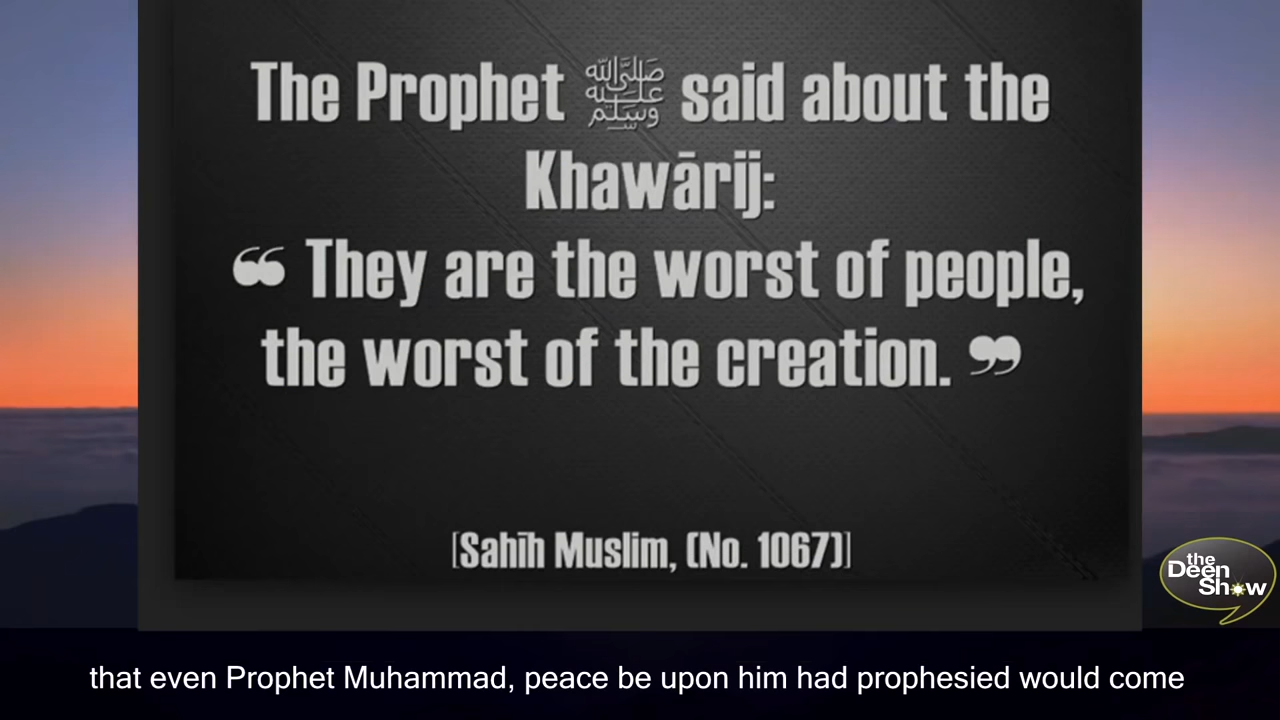 The Prophet ﷺ said about the
Khawārij:
❝ They are the worst of people,
the worst of the creation. ❞
[Sahīh Muslim, (No. 1067)]
the
Deen
Show
that even Prophet Muhammad, peace be upon him had prophesied would come